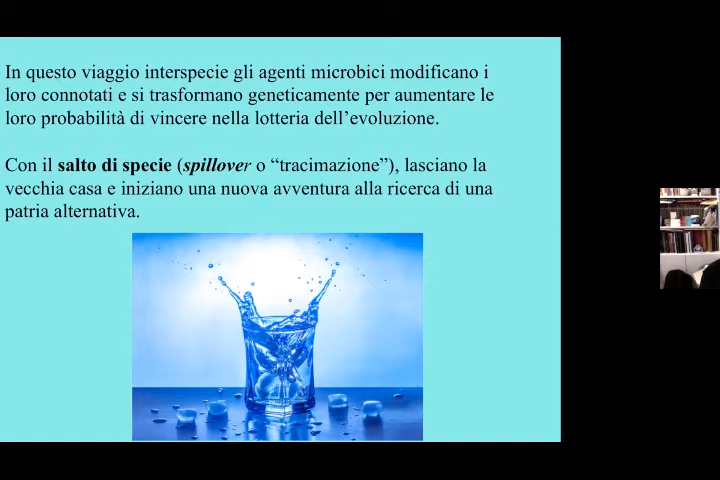 In questo viaggio interspecie gli agenti microbici modificano i
loro connotati e si trasformano geneticamente per aumentare le
loro probabilità di vincere nella lotteria dell’evoluzione.
Con il salto di specie (spillover o “tracimazione”), lasciano la
vecchia casa e iniziano una nuova avventura alla ricerca di una
patria alternativa.